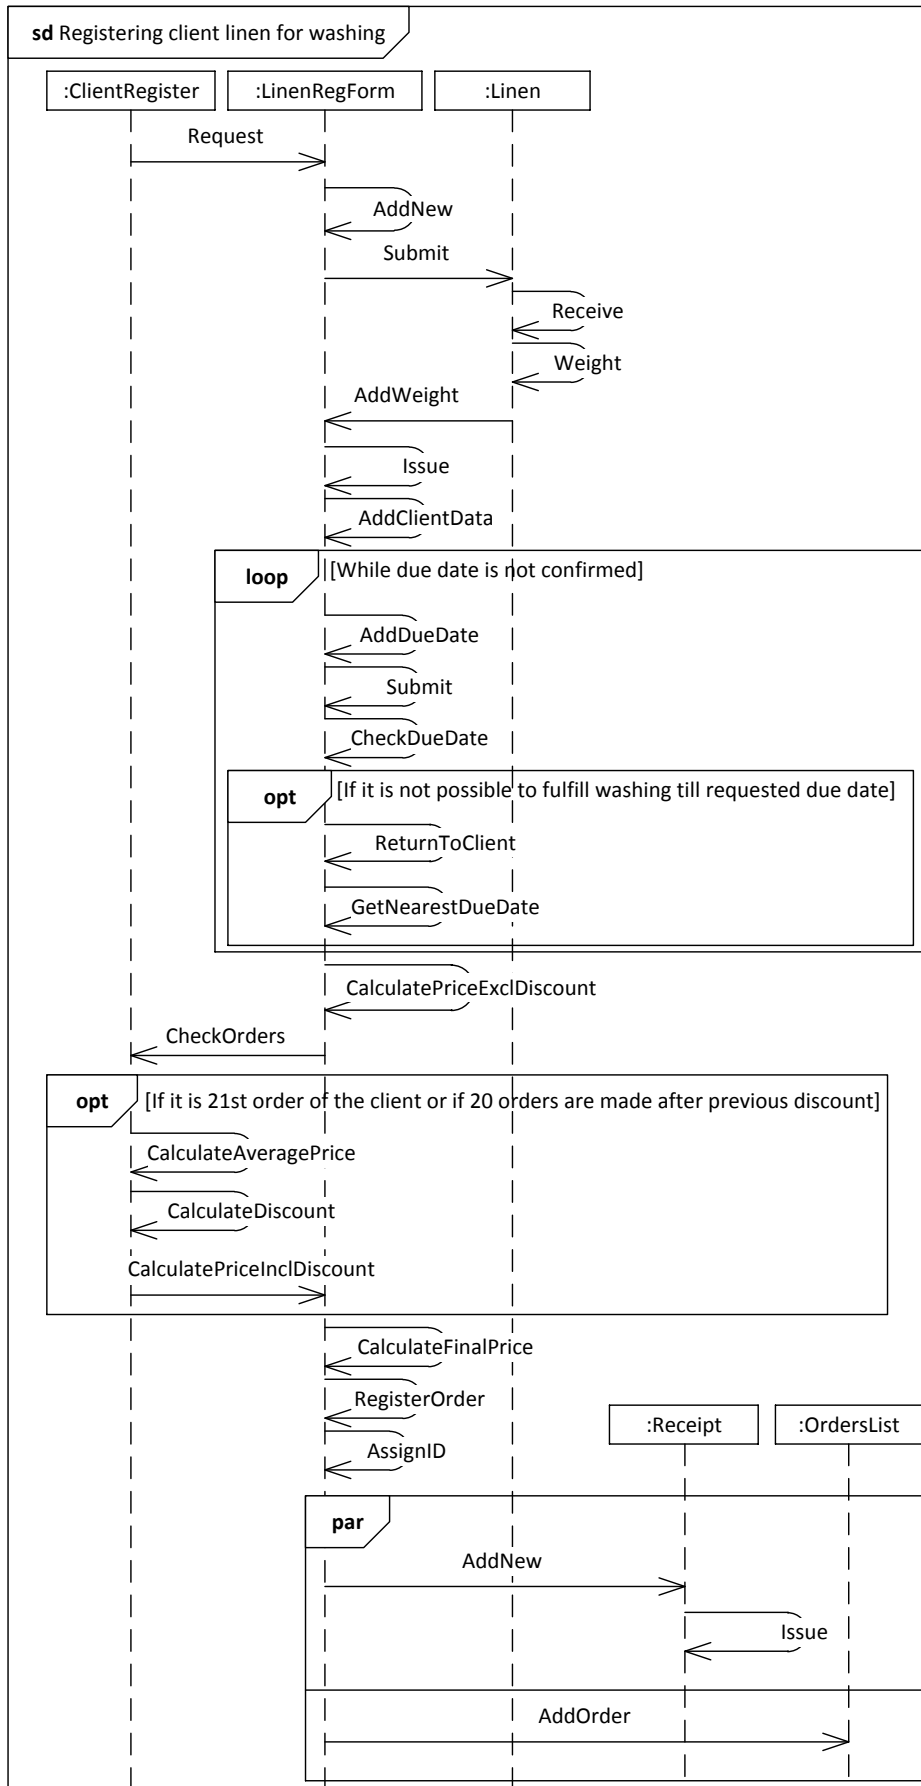 sd Registering client linen for washing
:ClientRegister
:LinenRegForm
:Linen
Request
AddNew
Submit
Receive
Weight
AddWeight
Issue
AddClientData
loop
[While due date is not confirmed]
AddDueDate
Submit
CheckDueDate
opt
[If it is not possible to fulfill washing till requested due date]
ReturnToClient
GetNearestDueDate
CalculatePriceExclDiscount
CheckOrders
opt
[If it is 21st order of the client or if 20 orders are made after previous discount]
CalculateAveragePrice
CalculateDiscount
CalculatePriceInclDiscount
CalculateFinalPrice
RegisterOrder
:Receipt
:OrdersList
AssignID
par
AddNew
Issue
AddOrder